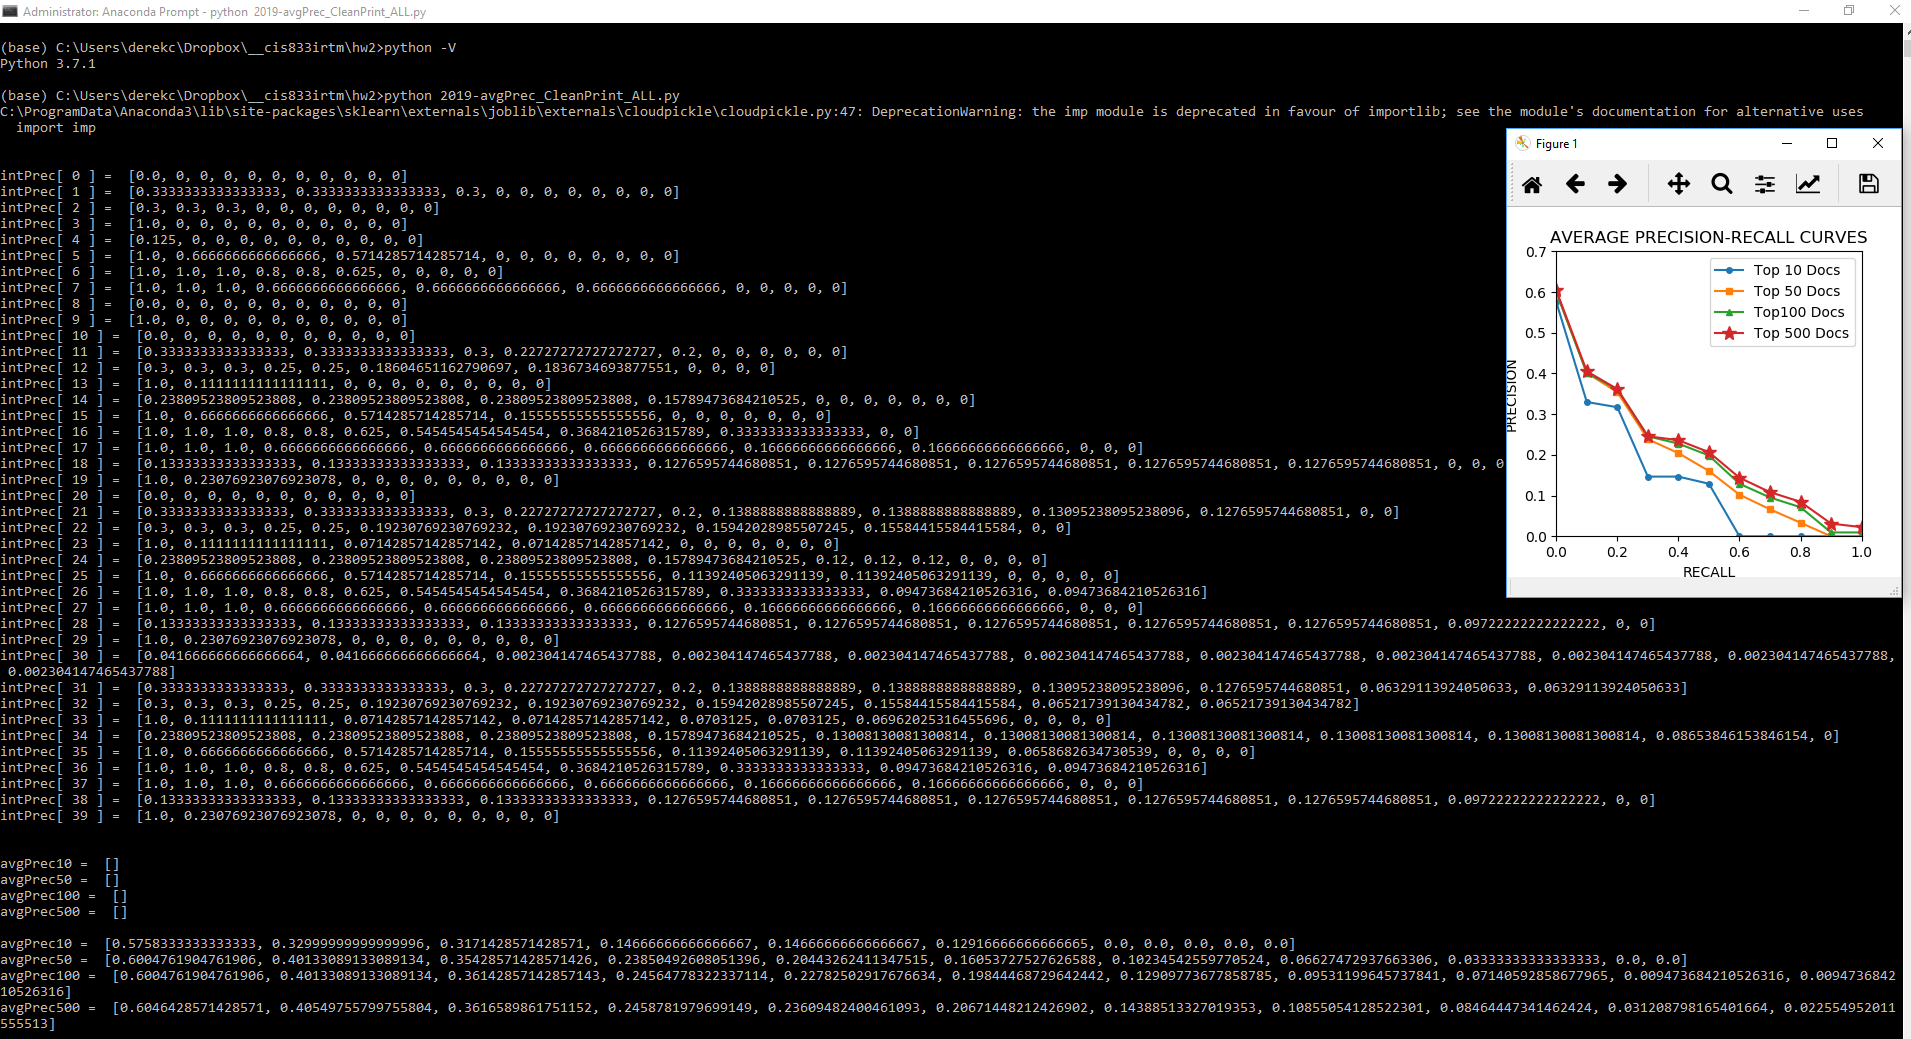 Administrator: Anaconda Prompt - python  2019-avgPrec_CleanPrint_ALL.py
(base) C:\Users\derekc\Dropbox\__cis833irtm\hw2>python -V
Python 3.7.1
(base) C:\Users\derekc\Dropbox\__cis833irtm\hw2>python 2019-avgPrec_CleanPrint_ALL.py
C:\ProgramData\Anaconda3\lib\site-packages\sklearn\externals\joblib\externals\cloudpickle\cloudpickle.py:47: DeprecationWarning: the imp module is deprecated in favour of importlib; see the module's documentation for alternative uses
  import imp
intPrec[ 0 ] =  [0.0, 0, 0, 0, 0, 0, 0, 0, 0, 0, 0]
intPrec[ 1 ] =  [0.3333333333333333, 0.3333333333333333, 0.3, 0, 0, 0, 0, 0, 0, 0, 0]
intPrec[ 2 ] =  [0.3, 0.3, 0.3, 0, 0, 0, 0, 0, 0, 0, 0]
intPrec[ 3 ] =  [1.0, 0, 0, 0, 0, 0, 0, 0, 0, 0, 0]
intPrec[ 4 ] =  [0.125, 0, 0, 0, 0, 0, 0, 0, 0, 0, 0]
intPrec[ 5 ] =  [1.0, 0.6666666666666666, 0.5714285714285714, 0, 0, 0, 0, 0, 0, 0, 0]
intPrec[ 6 ] =  [1.0, 1.0, 1.0, 0.8, 0.8, 0.625, 0, 0, 0, 0, 0]
intPrec[ 7 ] =  [1.0, 1.0, 1.0, 0.6666666666666666, 0.6666666666666666, 0.6666666666666666, 0, 0, 0, 0, 0]
intPrec[ 8 ] =  [0.0, 0, 0, 0, 0, 0, 0, 0, 0, 0, 0]
intPrec[ 9 ] =  [1.0, 0, 0, 0, 0, 0, 0, 0, 0, 0, 0]
intPrec[ 10 ] =  [0.0, 0, 0, 0, 0, 0, 0, 0, 0, 0, 0]
intPrec[ 11 ] =  [0.3333333333333333, 0.3333333333333333, 0.3, 0.22727272727272727, 0.2, 0, 0, 0, 0, 0, 0]
intPrec[ 12 ] =  [0.3, 0.3, 0.3, 0.25, 0.25, 0.18604651162790697, 0.1836734693877551, 0, 0, 0, 0]
intPrec[ 13 ] =  [1.0, 0.1111111111111111, 0, 0, 0, 0, 0, 0, 0, 0, 0]
intPrec[ 14 ] =  [0.23809523809523808, 0.23809523809523808, 0.23809523809523808, 0.15789473684210525, 0, 0, 0, 0, 0, 0, 0]
intPrec[ 15 ] =  [1.0, 0.6666666666666666, 0.5714285714285714, 0.15555555555555556, 0, 0, 0, 0, 0, 0, 0]
intPrec[ 16 ] =  [1.0, 1.0, 1.0, 0.8, 0.8, 0.625, 0.5454545454545454, 0.3684210526315789, 0.3333333333333333, 0, 0]
intPrec[ 17 ] =  [1.0, 1.0, 1.0, 0.6666666666666666, 0.6666666666666666, 0.6666666666666666, 0.16666666666666666, 0.16666666666666666, 0, 0, 0]
intPrec[ 18 ] =  [0.13333333333333333, 0.13333333333333333, 0.13333333333333333, 0.1276595744680851, 0.1276595744680851, 0.1276595744680851, 0.1276595744680851, 0.1276595744680851, 0, 0, 0
intPrec[ 19 ] =  [1.0, 0.23076923076923078, 0, 0, 0, 0, 0, 0, 0, 0, 0]
intPrec[ 20 ] =  [0.0, 0, 0, 0, 0, 0, 0, 0, 0, 0, 0]
intPrec[ 21 ] =  [0.3333333333333333, 0.3333333333333333, 0.3, 0.22727272727272727, 0.2, 0.1388888888888889, 0.1388888888888889, 0.13095238095238096, 0.1276595744680851, 0, 0]
intPrec[ 22 ] =  [0.3, 0.3, 0.3, 0.25, 0.25, 0.19230769230769232, 0.19230769230769232, 0.15942028985507245, 0.15584415584415584, 0, 0]
intPrec[ 23 ] =  [1.0, 0.1111111111111111, 0.07142857142857142, 0.07142857142857142, 0, 0, 0, 0, 0, 0, 0]
intPrec[ 24 ] =  [0.23809523809523808, 0.23809523809523808, 0.23809523809523808, 0.15789473684210525, 0.12, 0.12, 0.12, 0, 0, 0, 0]
intPrec[ 25 ] =  [1.0, 0.6666666666666666, 0.5714285714285714, 0.15555555555555556, 0.11392405063291139, 0.11392405063291139, 0, 0, 0, 0, 0]
intPrec[ 26 ] =  [1.0, 1.0, 1.0, 0.8, 0.8, 0.625, 0.5454545454545454, 0.3684210526315789, 0.3333333333333333, 0.09473684210526316, 0.09473684210526316]
intPrec[ 27 ] =  [1.0, 1.0, 1.0, 0.6666666666666666, 0.6666666666666666, 0.6666666666666666, 0.16666666666666666, 0.16666666666666666, 0, 0, 0]
intPrec[ 28 ] =  [0.13333333333333333, 0.13333333333333333, 0.13333333333333333, 0.1276595744680851, 0.1276595744680851, 0.1276595744680851, 0.1276595744680851, 0.1276595744680851, 0.09722222222222222, 0, 0]
intPrec[ 29 ] =  [1.0, 0.23076923076923078, 0, 0, 0, 0, 0, 0, 0, 0, 0]
intPrec[ 30 ] =  [0.041666666666666664, 0.041666666666666664, 0.002304147465437788, 0.002304147465437788, 0.002304147465437788, 0.002304147465437788, 0.002304147465437788, 0.002304147465437788, 0.002304147465437788, 0.002304147465437788,
 0.002304147465437788]
intPrec[ 31 ] =  [0.3333333333333333, 0.3333333333333333, 0.3, 0.22727272727272727, 0.2, 0.1388888888888889, 0.1388888888888889, 0.13095238095238096, 0.1276595744680851, 0.06329113924050633, 0.06329113924050633]
intPrec[ 32 ] =  [0.3, 0.3, 0.3, 0.25, 0.25, 0.19230769230769232, 0.19230769230769232, 0.15942028985507245, 0.15584415584415584, 0.06521739130434782, 0.06521739130434782]
intPrec[ 33 ] =  [1.0, 0.1111111111111111, 0.07142857142857142, 0.07142857142857142, 0.0703125, 0.0703125, 0.06962025316455696, 0, 0, 0, 0]
intPrec[ 34 ] =  [0.23809523809523808, 0.23809523809523808, 0.23809523809523808, 0.15789473684210525, 0.13008130081300814, 0.13008130081300814, 0.13008130081300814, 0.13008130081300814, 0.13008130081300814, 0.08653846153846154, 0]
intPrec[ 35 ] =  [1.0, 0.6666666666666666, 0.5714285714285714, 0.15555555555555556, 0.11392405063291139, 0.11392405063291139, 0.0658682634730539, 0, 0, 0, 0]
intPrec[ 36 ] =  [1.0, 1.0, 1.0, 0.8, 0.8, 0.625, 0.5454545454545454, 0.3684210526315789, 0.3333333333333333, 0.09473684210526316, 0.09473684210526316]
intPrec[ 37 ] =  [1.0, 1.0, 1.0, 0.6666666666666666, 0.6666666666666666, 0.6666666666666666, 0.16666666666666666, 0.16666666666666666, 0, 0, 0]
intPrec[ 38 ] =  [0.13333333333333333, 0.13333333333333333, 0.13333333333333333, 0.1276595744680851, 0.1276595744680851, 0.1276595744680851, 0.1276595744680851, 0.1276595744680851, 0.09722222222222222, 0, 0]
intPrec[ 39 ] =  [1.0, 0.23076923076923078, 0, 0, 0, 0, 0, 0, 0, 0, 0]
avgPrec10 =  []
avgPrec50 =  []
avgPrec100 =  []
avgPrec500 =  []
avgPrec10 =  [0.5758333333333333, 0.32999999999999996, 0.3171428571428571, 0.14666666666666667, 0.14666666666666667, 0.12916666666666665, 0.0, 0.0, 0.0, 0.0, 0.0]
avgPrec50 =  [0.6004761904761906, 0.40133089133089134, 0.35428571428571426, 0.23850492608051396, 0.20443262411347515, 0.16053727527626588, 0.10234542559770524, 0.06627472937663306, 0.03333333333333333, 0.0, 0.0]
avgPrec100 =  [0.6004761904761906, 0.40133089133089134, 0.36142857142857143, 0.24564778322337114, 0.22782502917676634, 0.19844468729642442, 0.12909773677858785, 0.09531199645737841, 0.07140592858677965, 0.009473684210526316, 0.0094736842
10526316]
avgPrec500 =  [0.6046428571428571, 0.40549755799755804, 0.3616589861751152, 0.2458781979699149, 0.23609482400461093, 0.20671448212426902, 0.14388513327019353, 0.10855054128522301, 0.08464447341462424, 0.031208798165401664, 0.022554952011
555513]
Figure 1
AVERAGE PRECISION-RECALL CURVES
0.7
0.6
0.5
0.4
0.3
0.2
0.1
0.0
PRECISION
Top 10 Docs
Top 50 Docs
Top100 Docs
Top 500 Docs
0.0 0.2 0.4 0.6 0.8 1.0
RECALL